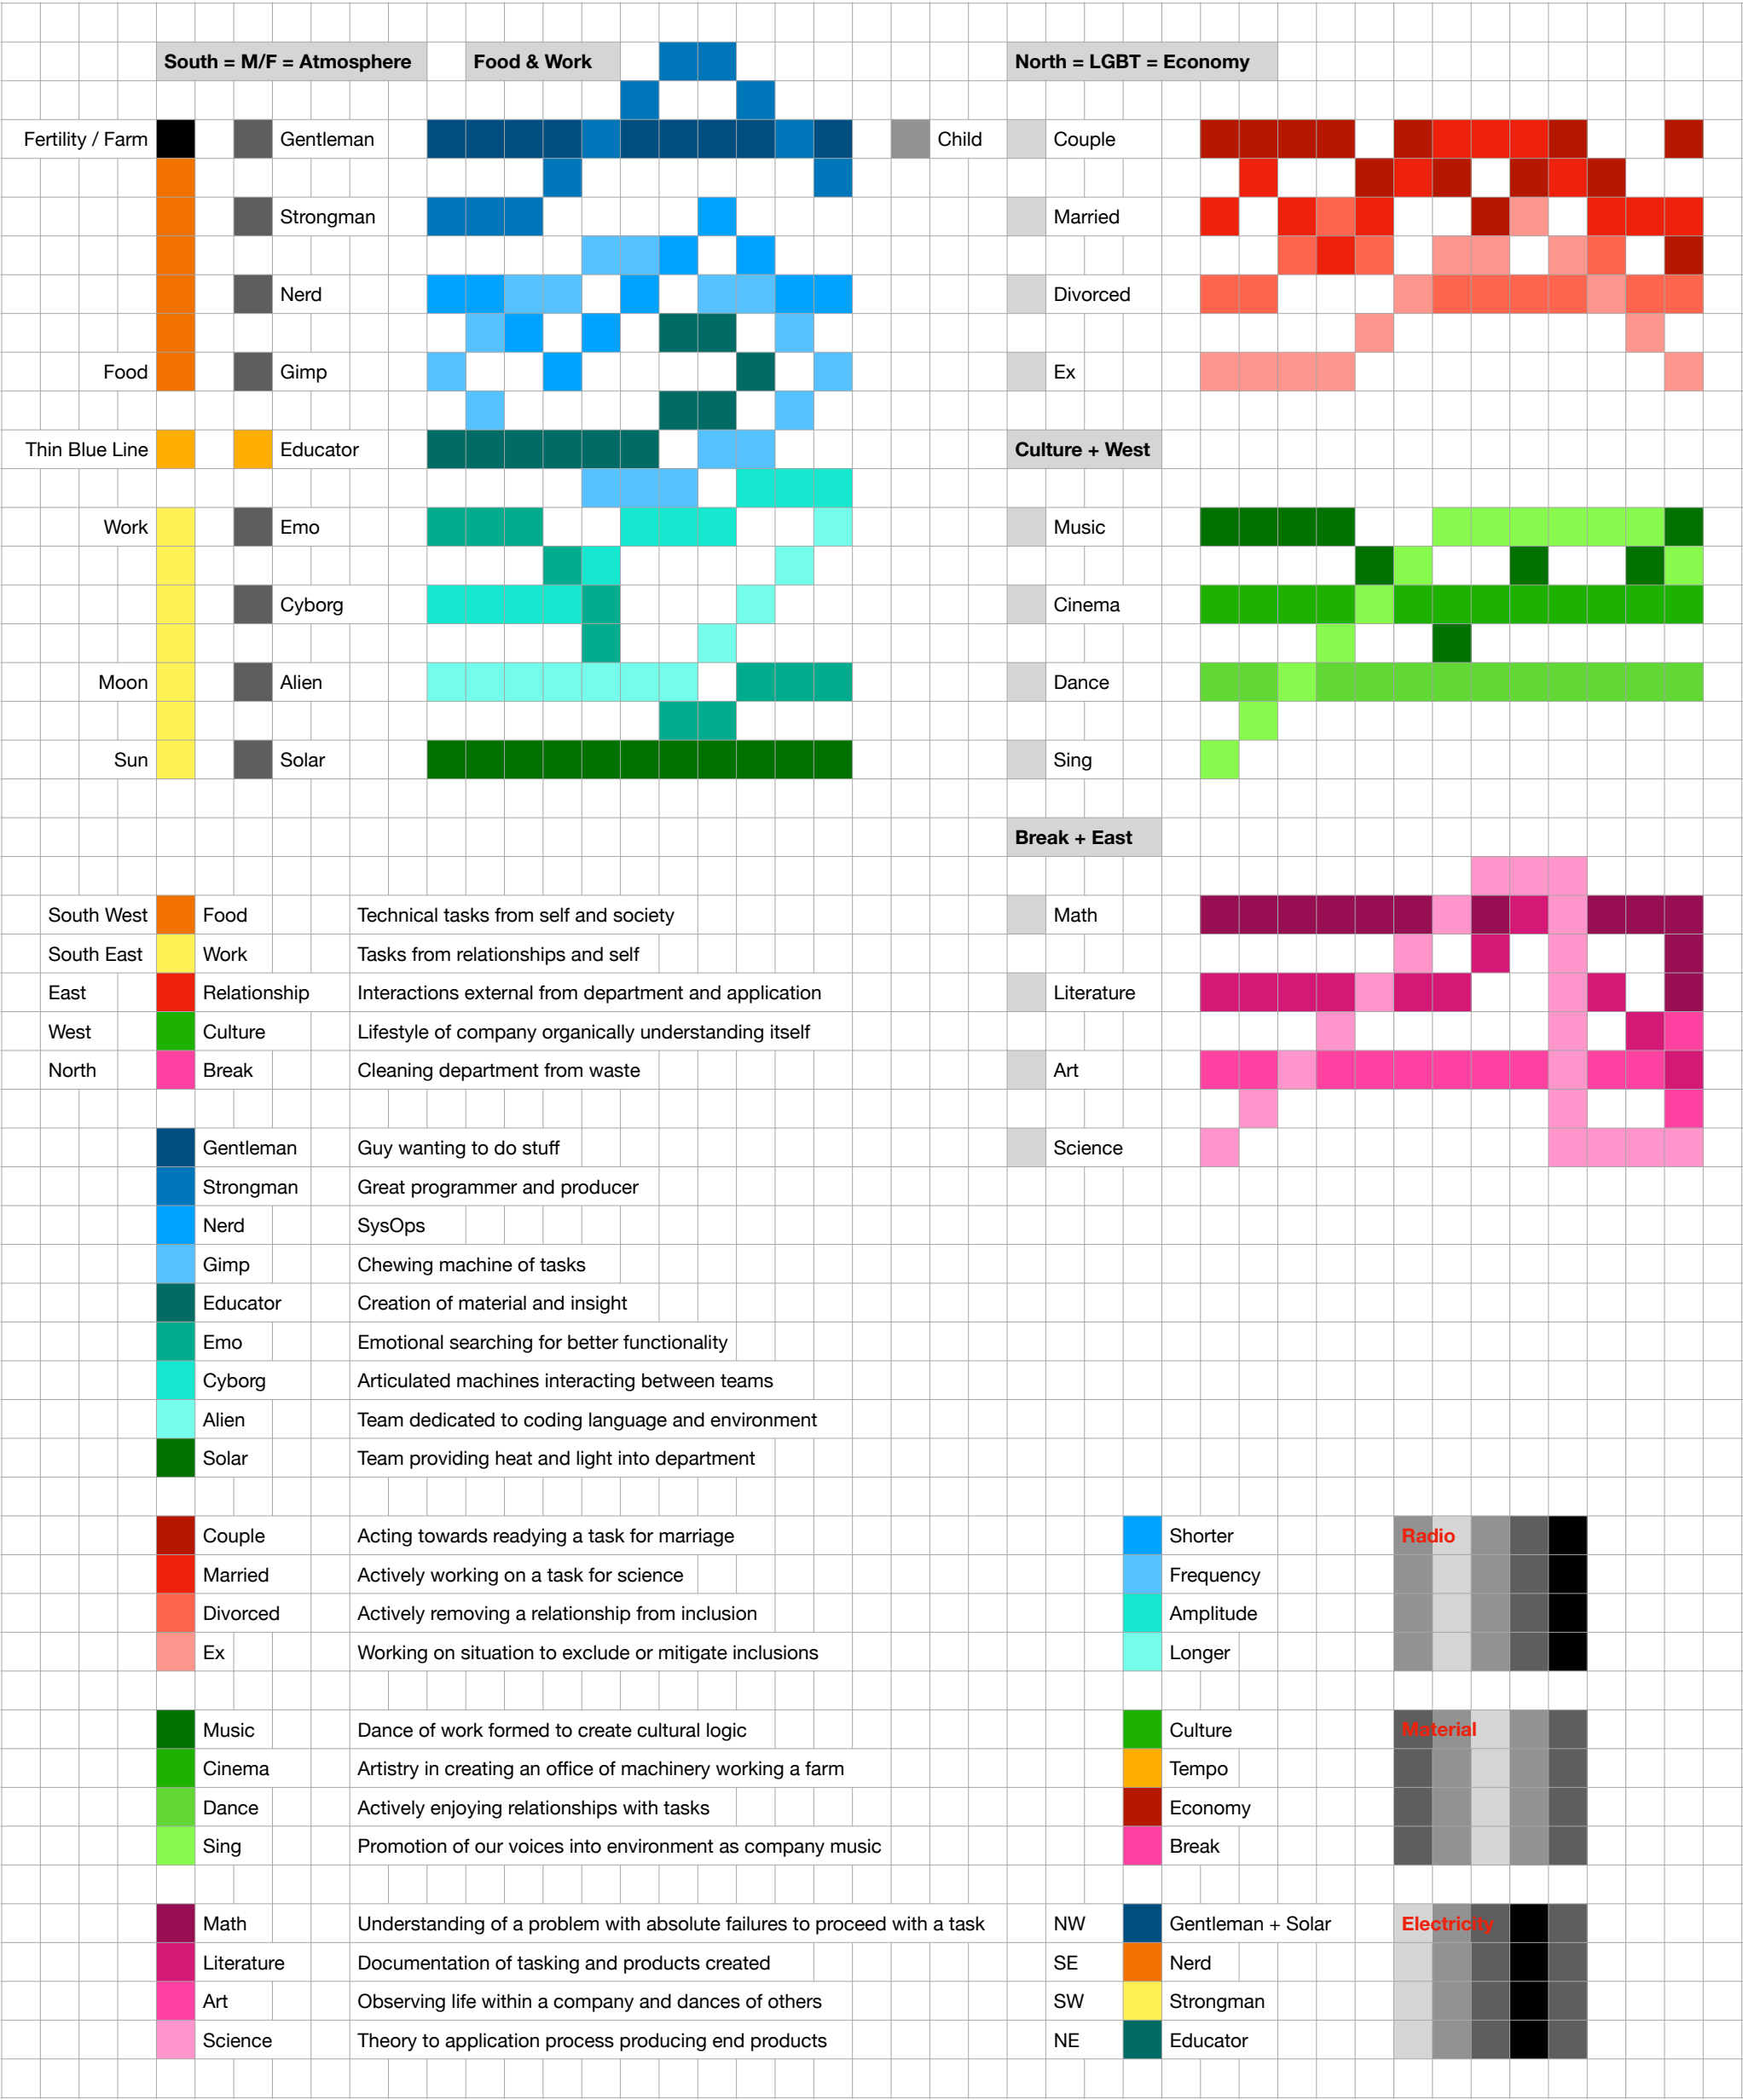 South = M/F = Atmosphere Food & Work North = LGBT = Economy
Fertility / Farm Gentleman Child Couple
Strongman Married
Nerd Divorced
Food Gimp Ex
Thin Blue Line Educator Culture + West
Work Emo Music
Cyborg Cinema
Moon Alien Dance
Sun Solar Sing
Break + East
South West Food Technical tasks from self and society Math
South East Work Tasks from relationships and self
East Relationship Interactions external from department and application Literature
West Culture Lifestyle of company organically understanding itself
North Break Cleaning department from waste Art
Gentleman Guy wanting to do stuff Science
Strongman Great programmer and producer
Nerd SysOps
Gimp Chewing machine of tasks
Educator Creation of material and insight
Emo Emotional searching for better functionality
Cyborg Articulated machines interacting between teams
Alien Team dedicated to coding language and environment
Solar Team providing heat and light into department
Couple Acting towards readying a task for marriage Shorter Radio
Married Actively working on a task for science Frequency
Divorced Actively removing a relationship from inclusion Amplitude
Ex Working on situation to exclude or mitigate inclusions Longer
Music Dance of work formed to create cultural logic Culture Material
Cinema Artistry in creating an office of machinery working a farm Tempo
Dance Actively enjoying relationships with tasks Economy
Sing Promotion of our voices into environment as company music Break
Math Understanding of a problem with absolute failures to proceed with a task NW Gentleman + Solar Electricity
Literature Documentation of tasking and products created SE Nerd
Art Observing life within a company and dances of others SW Strongman
Science Theory to application process producing end products NE Educator